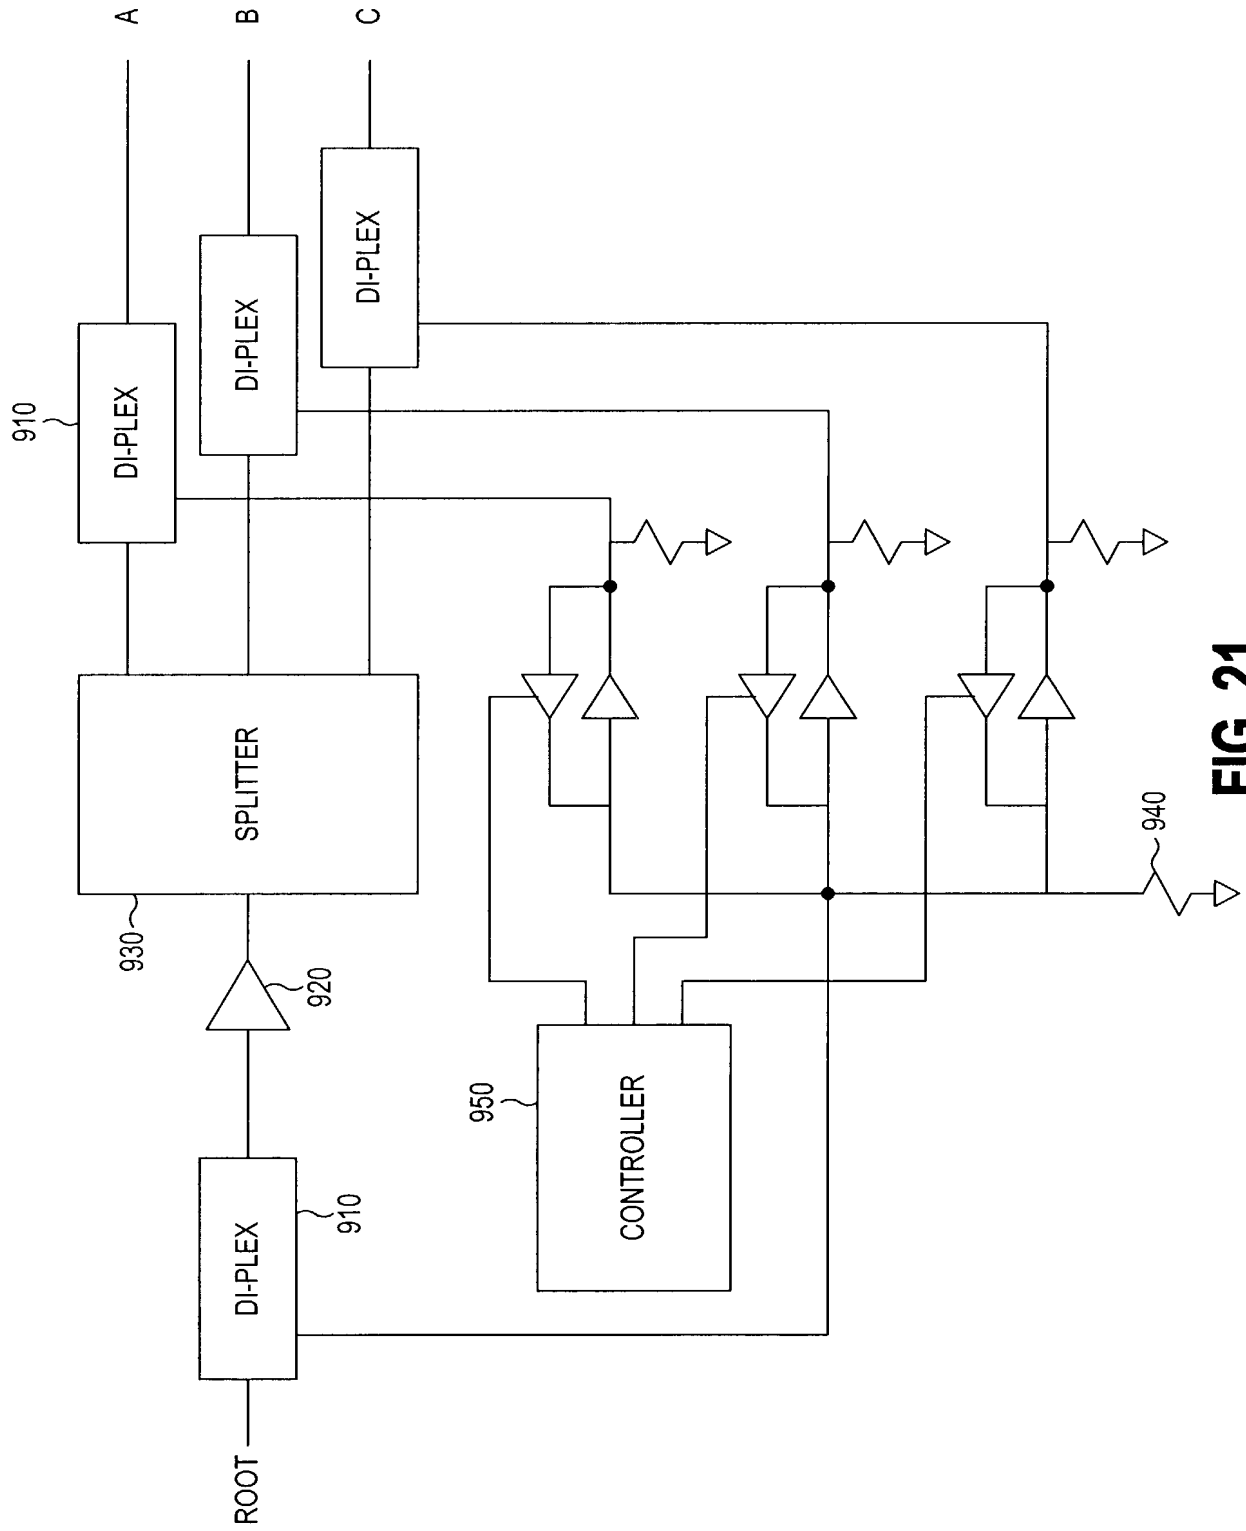 A
B
C
910
DI-PLEX
DI-PLEX
DI-PLEX
SPLITTER
930
920
DI-PLEX
910
ROOT
950
CONTROLLER
940
FIG. 21